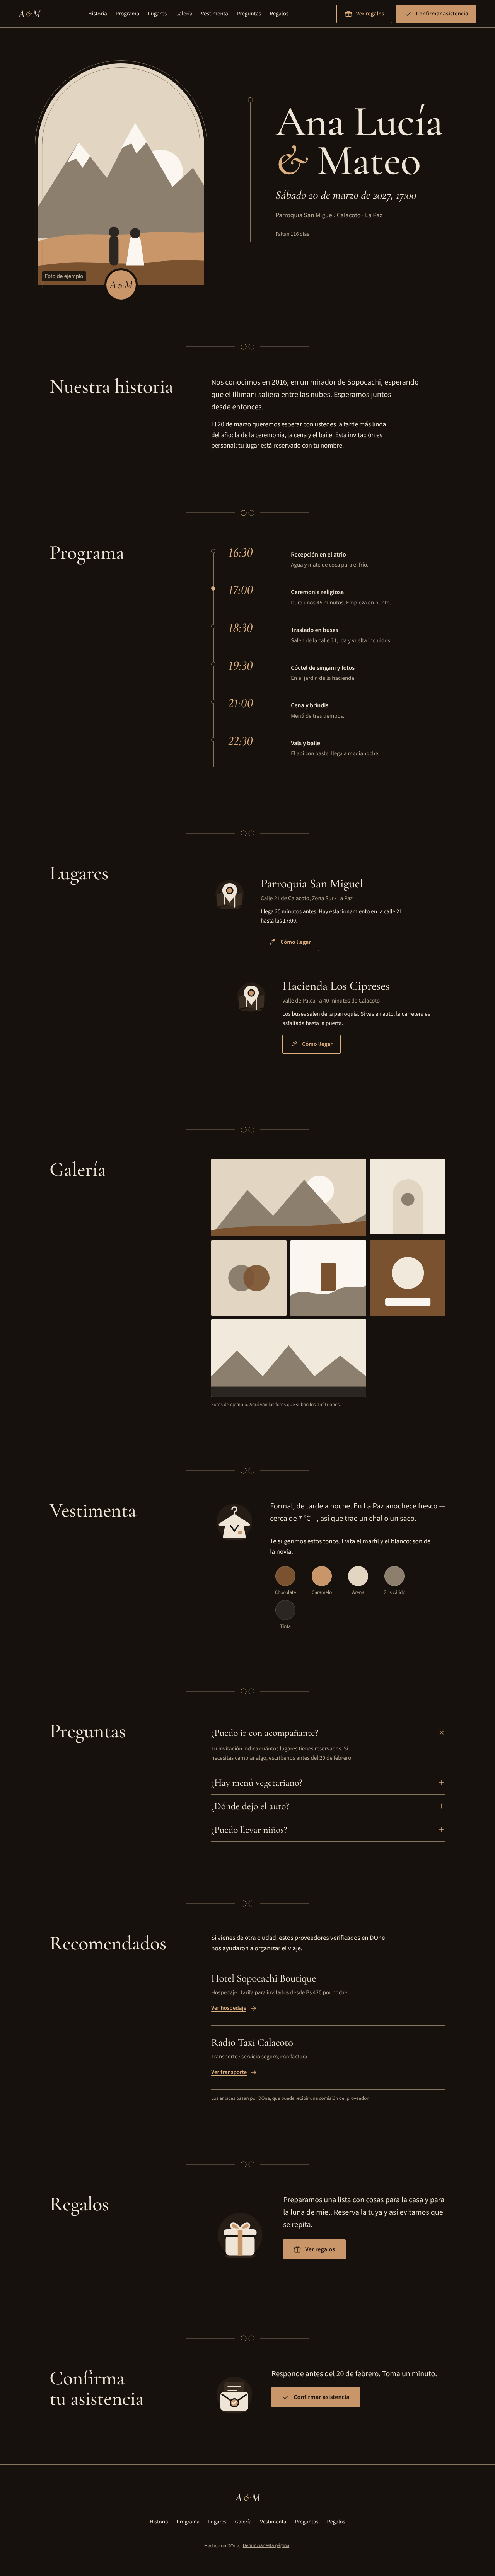 A & M
Historia Programa Lugares Galería Vestimenta Preguntas Regalos
Ver regalos
Confirmar asistencia
Ana Lucía
& Mateo
Sábado 20 de marzo de 2027, 17:00
Parroquia San Miguel, Calacoto · La Paz
Faltan 116 días.
Foto de ejemplo
A & M
Nuestra historia
Nos conocimos en 2016, en un mirador de Sopocachi, esperando
que el Illimani saliera entre las nubes. Esperamos juntos
desde entonces.
El 20 de marzo queremos esperar con ustedes la tarde más linda
del año: la de la ceremonia, la cena y el baile. Esta invitación es
personal; tu lugar está reservado con tu nombre.
Programa
16:30
Recepción en el atrio
Agua y mate de coca para el frío.
17:00
Ceremonia religiosa
Dura unos 45 minutos. Empieza en punto.
18:30
Traslado en buses
Salen de la calle 21; ida y vuelta incluidos.
19:30
Cóctel de singani y fotos
En el jardín de la hacienda.
21:00
Cena y brindis
Menú de tres tiempos.
22:30
Vals y baile
El api con pastel llega a medianoche.
Lugares
Parroquia San Miguel
Calle 21 de Calacoto, Zona Sur · La Paz
Llega 20 minutos antes. Hay estacionamiento en la calle 21
hasta las 17:00.
Cómo llegar
Hacienda Los Cipreses
Valle de Palca · a 40 minutos de Calacoto
Los buses salen de la parroquia. Si vas en auto, la carretera es
asfaltada hasta la puerta.
Cómo llegar
Galería
Fotos de ejemplo. Aquí van las fotos que suban los anfitriones.
Vestimenta
Formal, de tarde a noche. En La Paz anochece fresco —
cerca de 7 °C—, así que trae un chal o un saco.
Te sugerimos estos tonos. Evita el marfil y el blanco: son de
la novia.
Chocolate
Caramelo
Arena
Gris cálido
Tinta
Preguntas
¿Puedo ir con acompañante?
Tu invitación indica cuántos lugares tienes reservados. Si
necesitas cambiar algo, escríbenos antes del 20 de febrero.
¿Hay menú vegetariano?
¿Dónde dejo el auto?
¿Puedo llevar niños?
Recomendados
Si vienes de otra ciudad, estos proveedores verificados en DOne
nos ayudaron a organizar el viaje.
Hotel Sopocachi Boutique
Hospedaje · tarifa para invitados desde Bs 420 por noche
Ver hospedaje
Radio Taxi Calacoto
Transporte · servicio seguro, con factura
Ver transporte
Los enlaces pasan por DOne, que puede recibir una comisión del proveedor.
Regalos
Preparamos una lista con cosas para la casa y para
la luna de miel. Reserva la tuya y así evitamos que
se repita.
Ver regalos
Confirma
tu asistencia
Responde antes del 20 de febrero. Toma un minuto.
Confirmar asistencia
A & M
Historia Programa Lugares Galería Vestimenta Preguntas Regalos
Hecho con DOne. Denunciar esta página